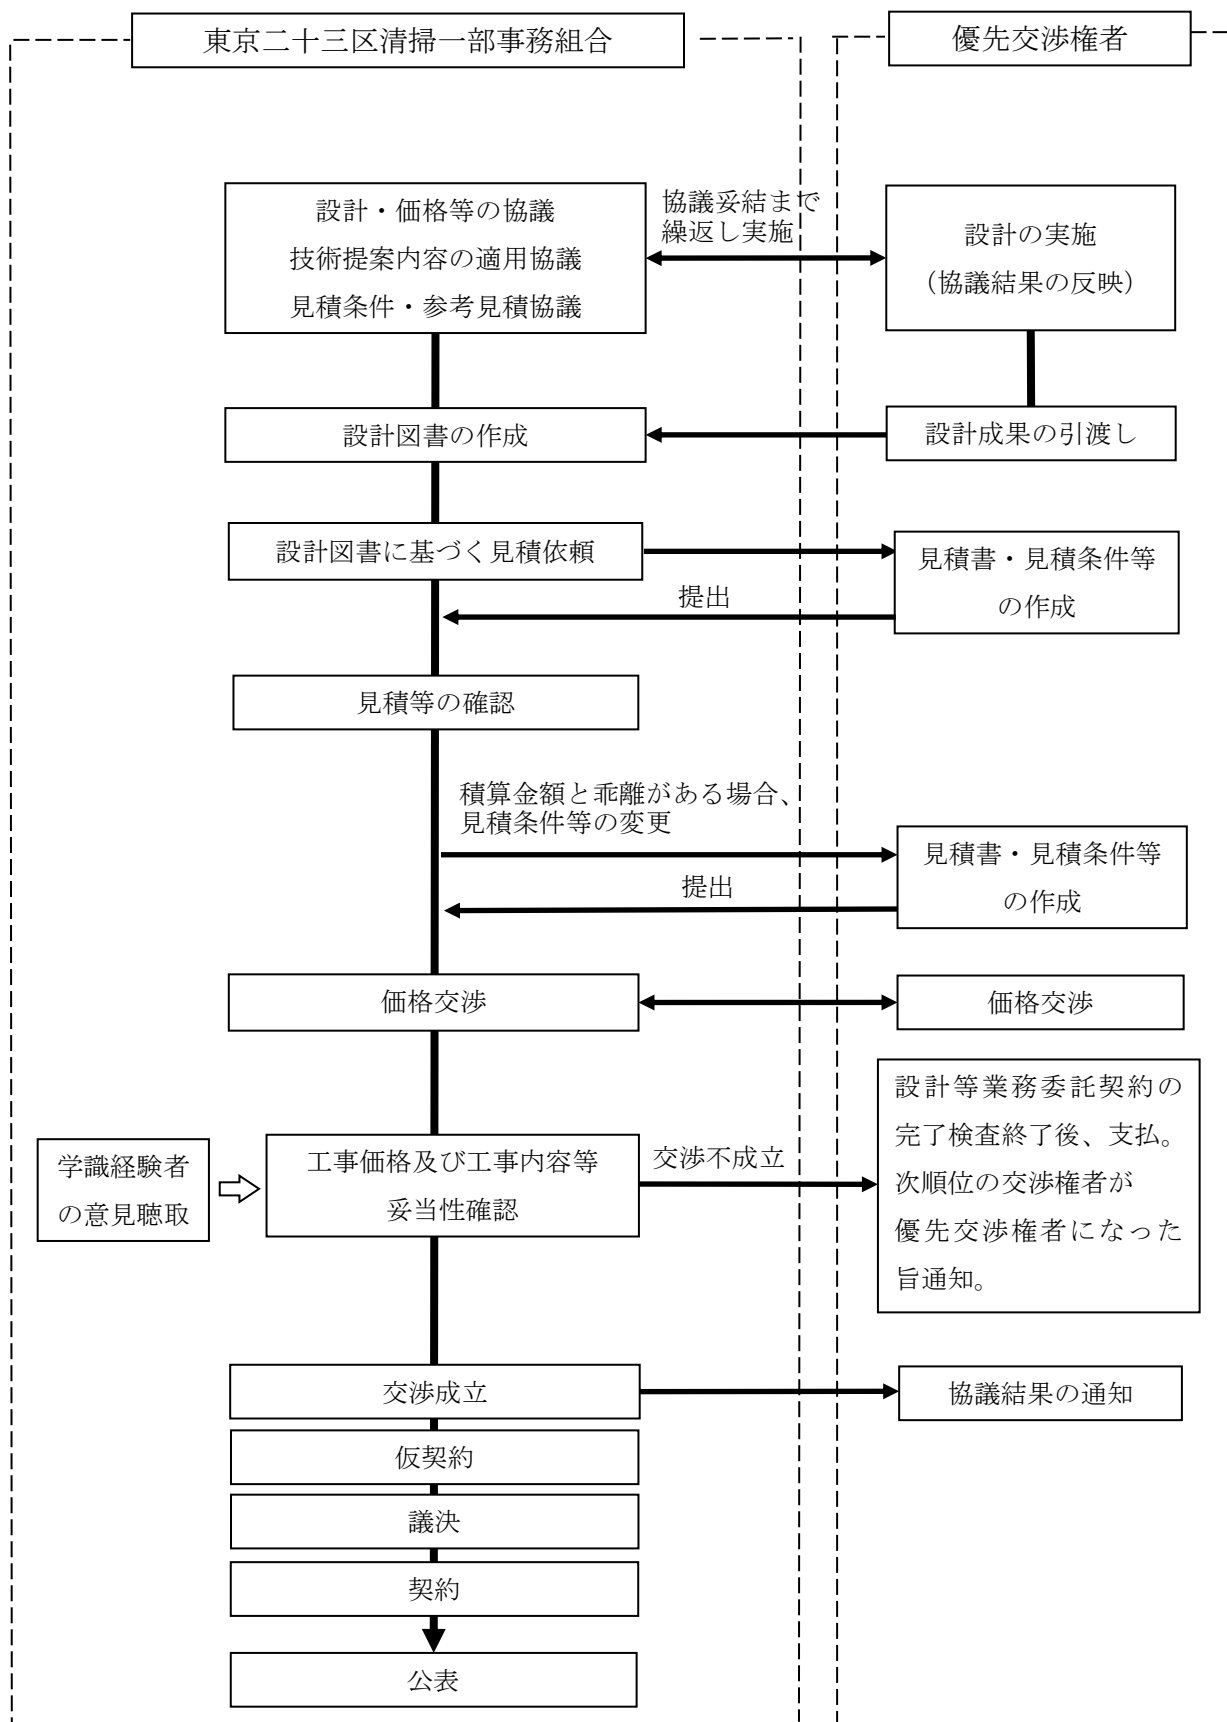 東京二十三区清掃一部事務組合
優先交渉権者
設計・価格等の協議
技術提案内容の適用協議
見積条件・参考見積協議
協議妥結まで
繰返し実施
設計の実施
（協議結果の反映）
設計図書の作成
設計成果の引渡し
設計図書に基づく見積依頼
見積書・見積条件等
の作成
提出
見積等の確認
積算金額と乖離がある場合、
見積条件等の変更
見積書・見積条件等
の作成
提出
価格交渉
価格交渉
学識経験者
の意見聴取
工事価格及び工事内容等
妥当性確認
交渉不成立
設計等業務委託契約の
完了検査終了後、支払。
次順位の交渉権者が
優先交渉権者になった
旨通知。
交渉成立
協議結果の通知
仮契約
議決
契約
公表